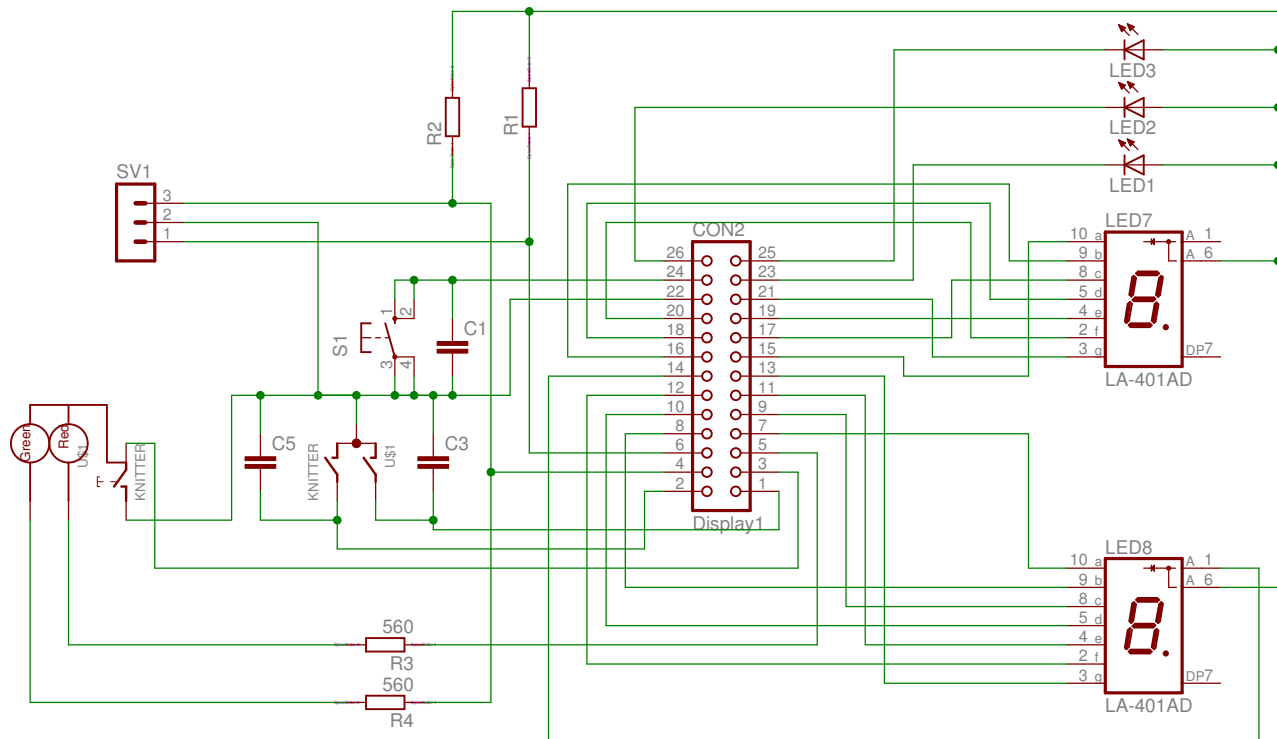 LED3
LED2
LED1
R2
R1
SV1
3
2
1
CON2
26 25
24 23
22 21
20 19
18 17
16 15
14 13
12 11
10 9
8 7
6 5
4 3
2 1
Display1
LED7
10 a A 1
9 b A 6
8 c
5 d
4 e
2 f
3 g DP7
LA-401AD
S1
1 2
3 4
C1
C5
C3
KNITTER
U$1
Green
Red
U$1
KNITTER
E
560
R3
560
R4
LED8
10 a A 1
9 b A 6
8 c
5 d
4 e
2 f
3 g DP7
LA-401AD